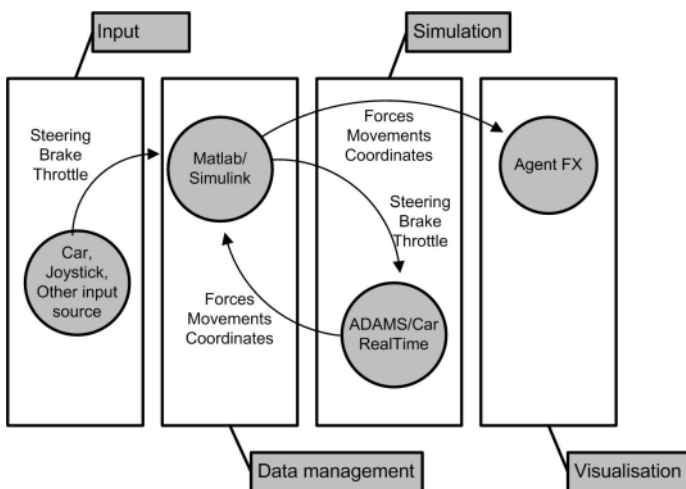 Input
Simulation
Steering
Brake
Throttle
Car,
Joystick,
Other input
source
Matlab/
Simulink
Forces
Movements
Coordinates
Forces
Movements
Coordinates
Steering
Brake
Throttle
ADAMS/Car
RealTime
Agent FX
Data management
Visualisation